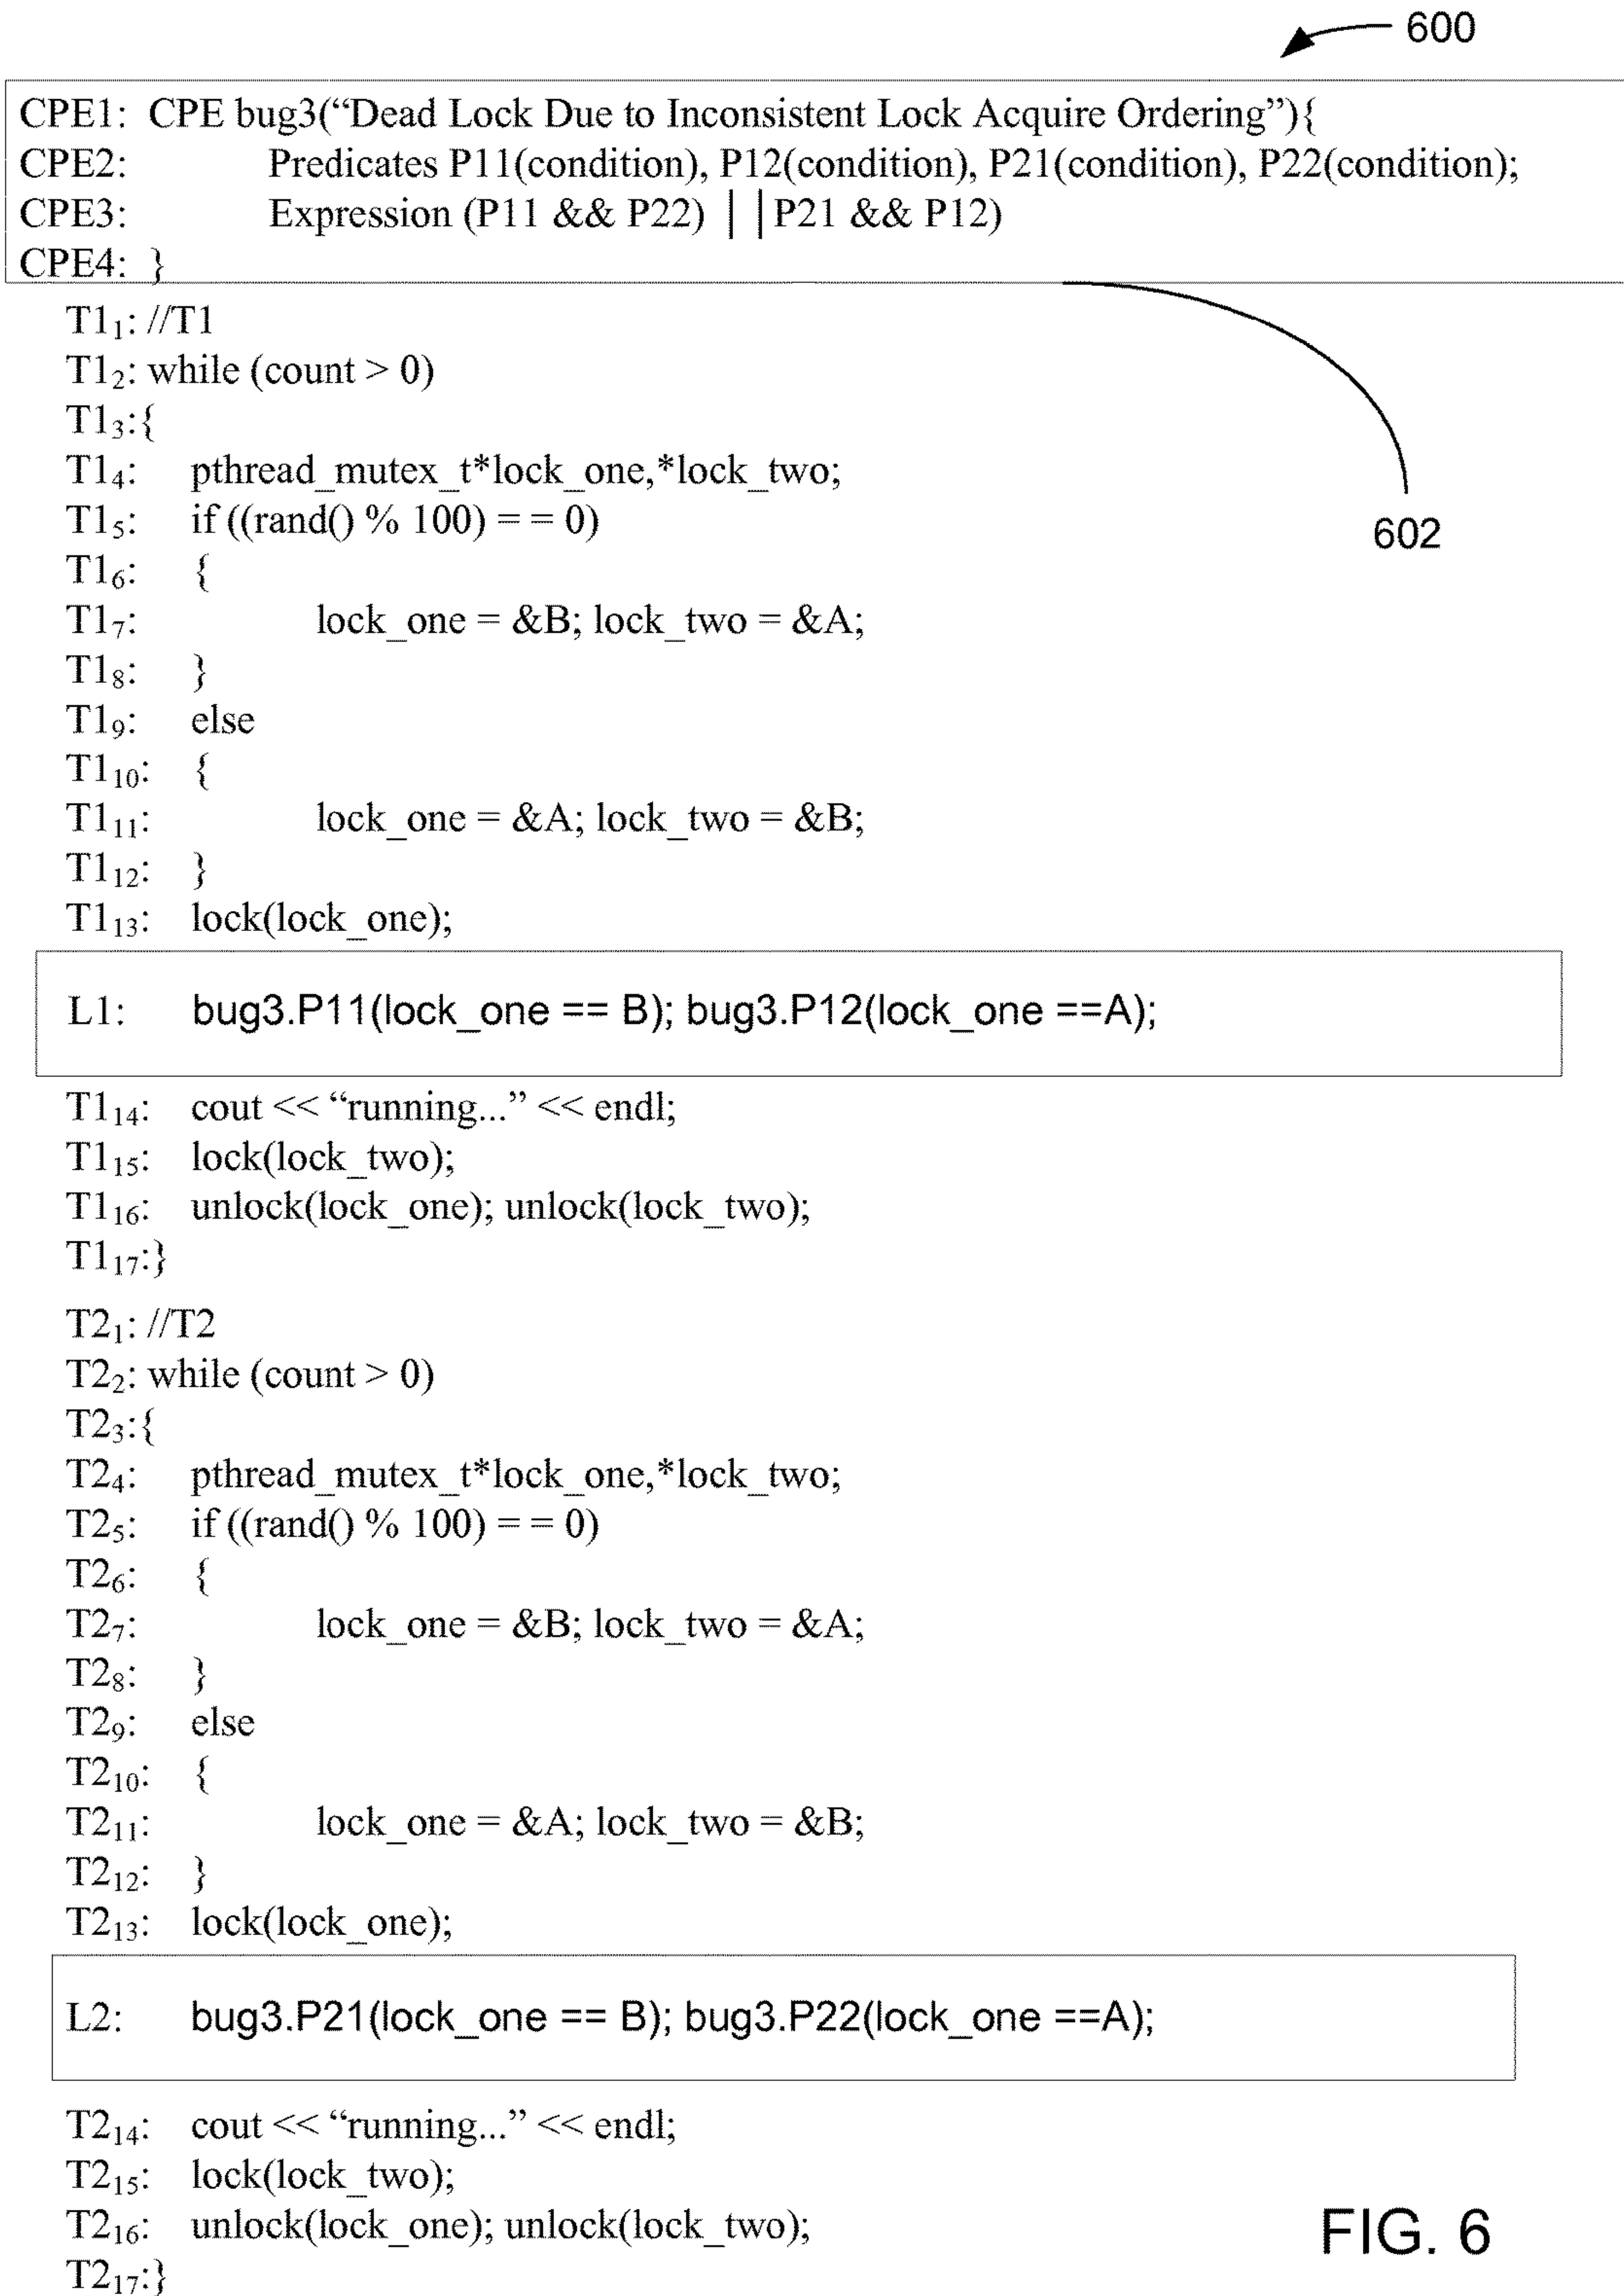 600
CPE1: CPE bug3(“Dead Lock Due to Inconsistent Lock Acquire Ordering”){
CPE2: Predicates P11(condition), P12(condition), P21(condition), P22(condition);
CPE3: Expression (P11 && P22) ||P21 && P12)
CPE4: }
602
T1₁: //T1
T1₂: while (count > 0)
T1₃:{
T1₄: pthread_mutex_t*lock_one,*lock_two;
T1₅: if ((rand() % 100) = = 0)
T1₆: {
T1₇: lock_one = &B; lock_two = &A;
T1₈: }
T1₉: else
T1₁₀: {
T1₁₁: lock_one = &A; lock_two = &B;
T1₁₂: }
T1₁₃: lock(lock_one);
L1: bug3.P11(lock_one == B); bug3.P12(lock_one ==A);
T1₁₄: cout << “running...” << endl;
T1₁₅: lock(lock_two);
T1₁₆: unlock(lock_one); unlock(lock_two);
T1₁₇:}
T2₁: //T2
T2₂: while (count > 0)
T2₃:{
T2₄: pthread_mutex_t*lock_one,*lock_two;
T2₅: if ((rand() % 100) = = 0)
T2₆: {
T2₇: lock_one = &B; lock_two = &A;
T2₈: }
T2₉: else
T2₁₀: {
T2₁₁: lock_one = &A; lock_two = &B;
T2₁₂: }
T2₁₃: lock(lock_one);
L2: bug3.P21(lock_one == B); bug3.P22(lock_one ==A);
T2₁₄: cout << “running...” << endl;
T2₁₅: lock(lock_two);
T2₁₆: unlock(lock_one); unlock(lock_two);
T2₁₇:}
FIG. 6